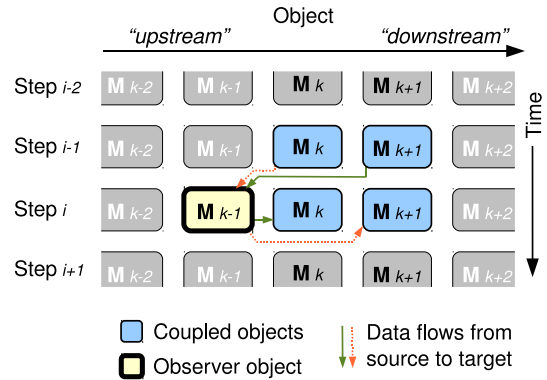 Object
“upstream” “downstream”
Step i-2 M k-2 M k-1 M k M k+1 M k+2
Step i-1 M k-2 M k-1 M k M k+1 M k+2
Step i M k-2 M k-1 M k M k+1 M k+2
Step i+1 M k-2 M k-1 M k M k+1 M k+2
Time
Coupled objects
Observer object
Data flows from
source to target